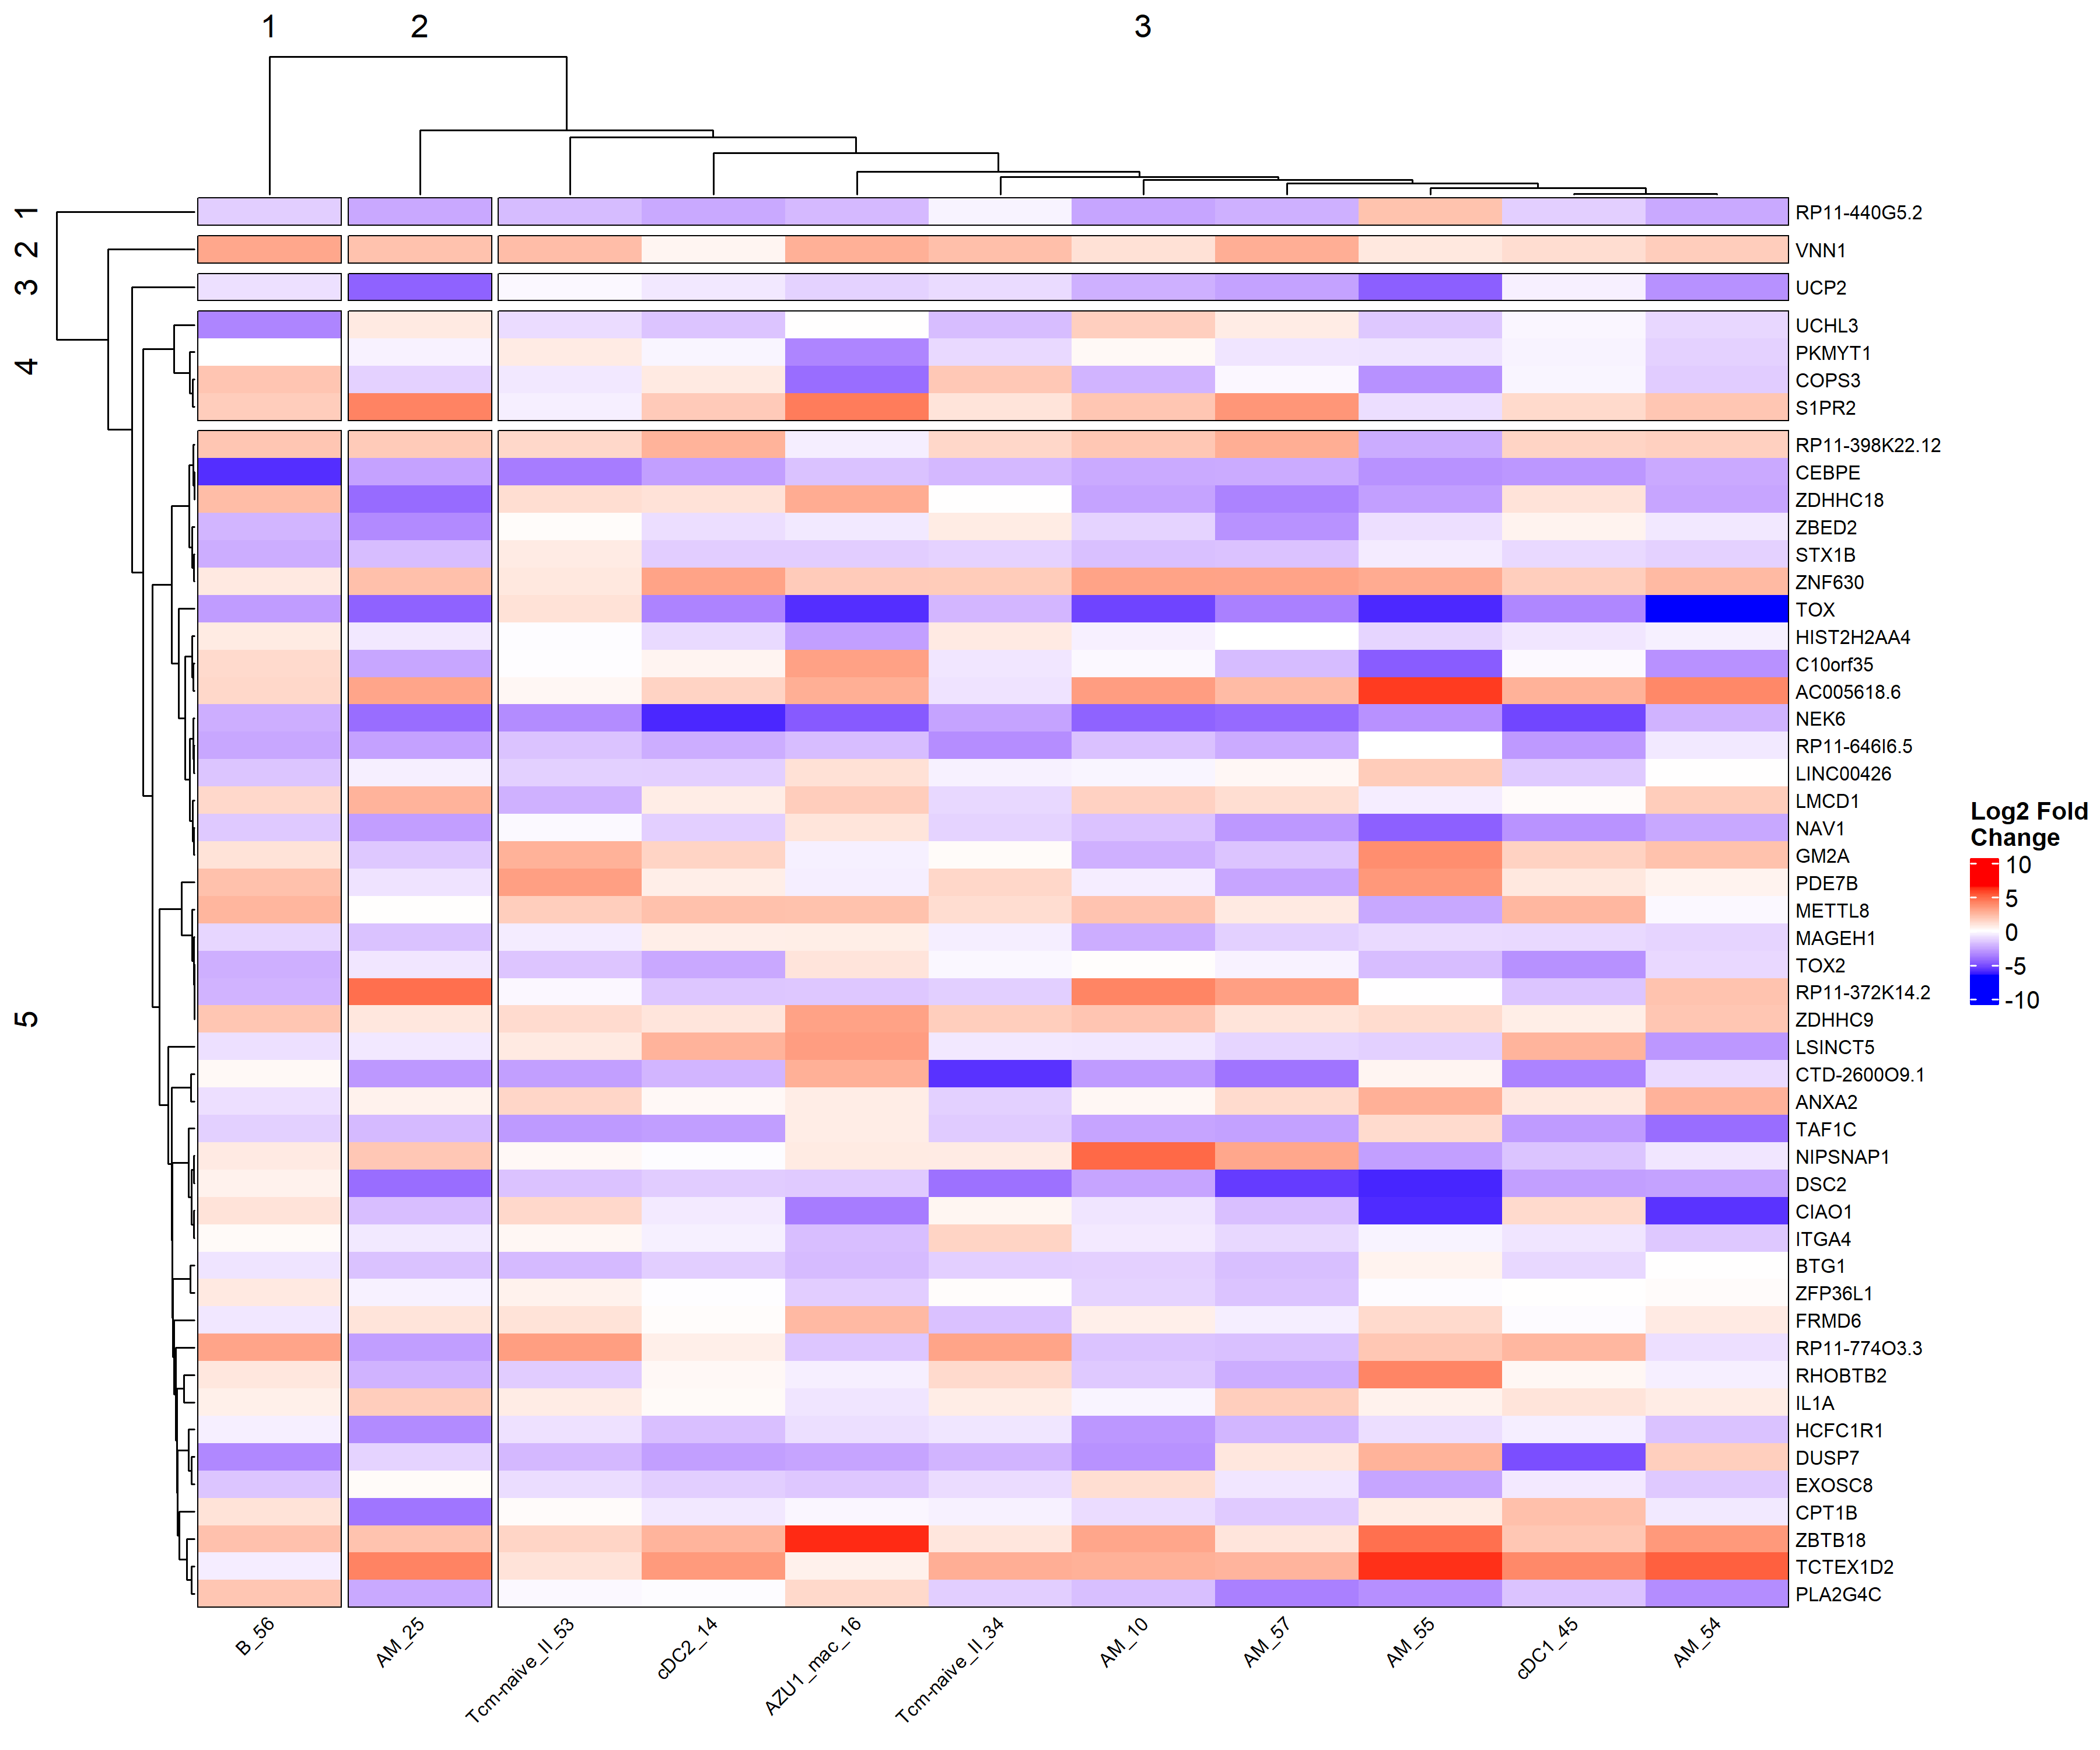 1 2 3
1
2
3
4
5
RP11-440G5.2
VNN1
UCP2
UCHL3
PKMYT1
COPS3
S1PR2
RP11-398K22.12
CEBPE
ZDHHC18
ZBED2
STX1B
ZNF630
TOX
HIST2H2AA4
C10orf35
AC005618.6
NEK6
RP11-646I6.5
LINC00426
LMCD1
NAV1
GM2A
PDE7B
METTL8
MAGEH1
TOX2
RP11-372K14.2
ZDHHC9
LSINCT5
CTD-2600O9.1
ANXA2
TAF1C
NIPSNAP1
DSC2
CIAO1
ITGA4
BTG1
ZFP36L1
FRMD6
RP11-774O3.3
RHOBTB2
IL1A
HCFC1R1
DUSP7
EXOSC8
CPT1B
ZBTB18
TCTEX1D2
PLA2G4C
Log2 Fold
Change
10
5
0
-5
-10
B_56
AM_25
Tcm-naive_II_53
cDC2_14
AZU1_mac_16
Tcm-naive_II_34
AM_10
AM_57
AM_55
cDC1_45
AM_54